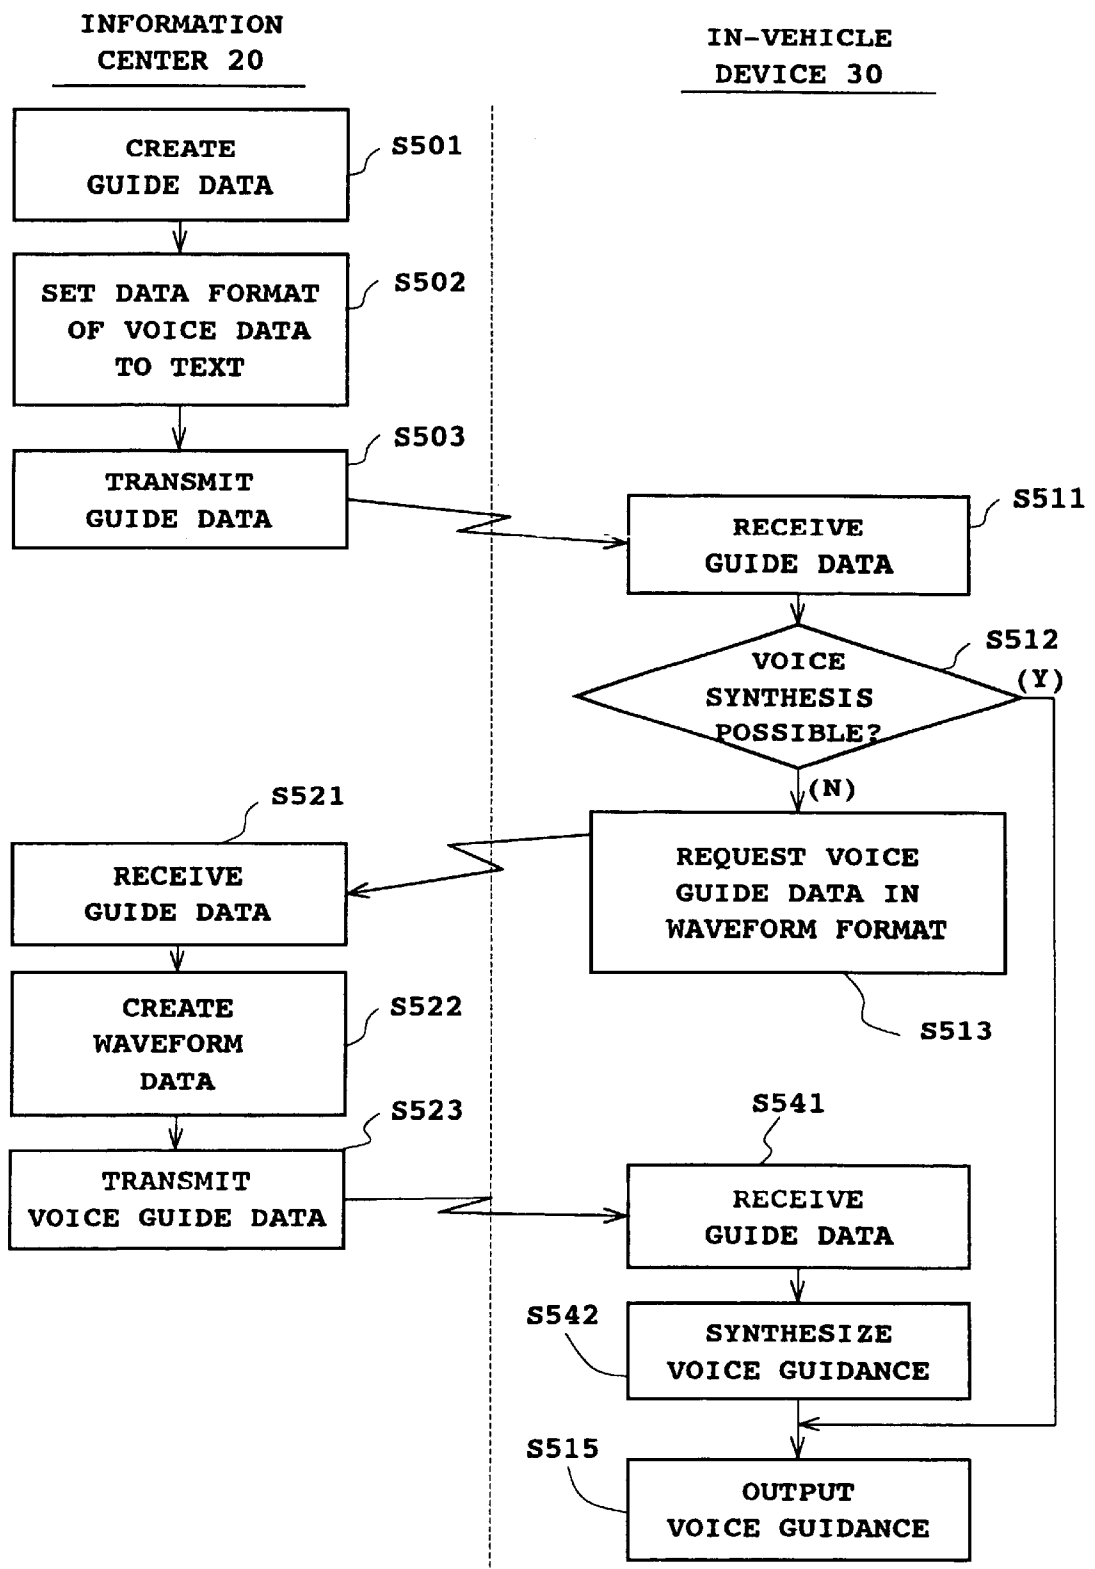 INFORMATION
CENTER 20
IN-VEHICLE
DEVICE 30
CREATE
GUIDE DATA
S501
SET DATA FORMAT
OF VOICE DATA
TO TEXT
S502
TRANSMIT
GUIDE DATA
S503
RECEIVE
GUIDE DATA
S511
VOICE
SYNTHESIS
POSSIBLE?
S512
(Y)
(N)
REQUEST VOICE
GUIDE DATA IN
WAVEFORM FORMAT
S513
S521
RECEIVE
GUIDE DATA
CREATE
WAVEFORM
DATA
S522
S523
TRANSMIT
VOICE GUIDE DATA
S541
RECEIVE
GUIDE DATA
S542
SYNTHESIZE
VOICE GUIDANCE
S515
OUTPUT
VOICE GUIDANCE